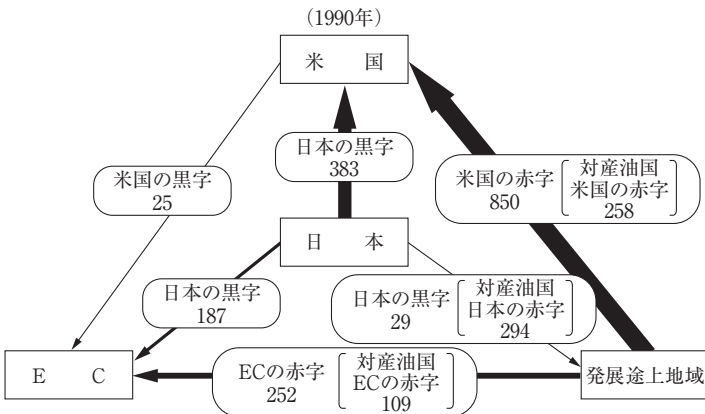 (1990年)
米　国
日本の黒字
383
米国の黒字
25
米国の赤字
850
対産油国
米国の赤字
258
日　本
日本の黒字
187
日本の黒字
29
対産油国
日本の赤字
294
E　C
ECの赤字
252
対産油国
ECの赤字
109
発展途上地域